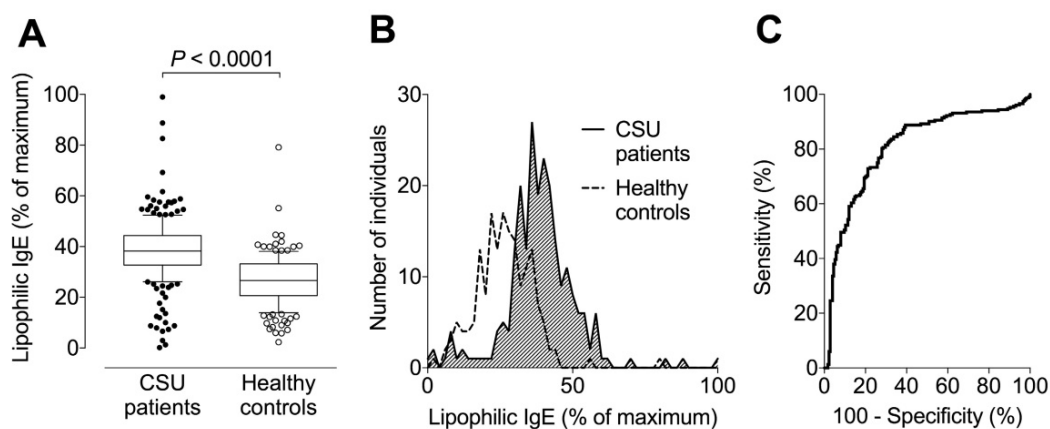 A
P < 0.0001
Lipophilic IgE (% of maximum)
100
80
60
40
20
0
CSU
patients
Healthy
controls
B
Number of individuals
30
20
10
0
CSU
patients
Healthy
controls
0
50
100
Lipophilic IgE (% of maximum)
C
Sensitivity (%)
100
80
60
40
20
0
0
20
40
60
80
100
100 - Specificity (%)